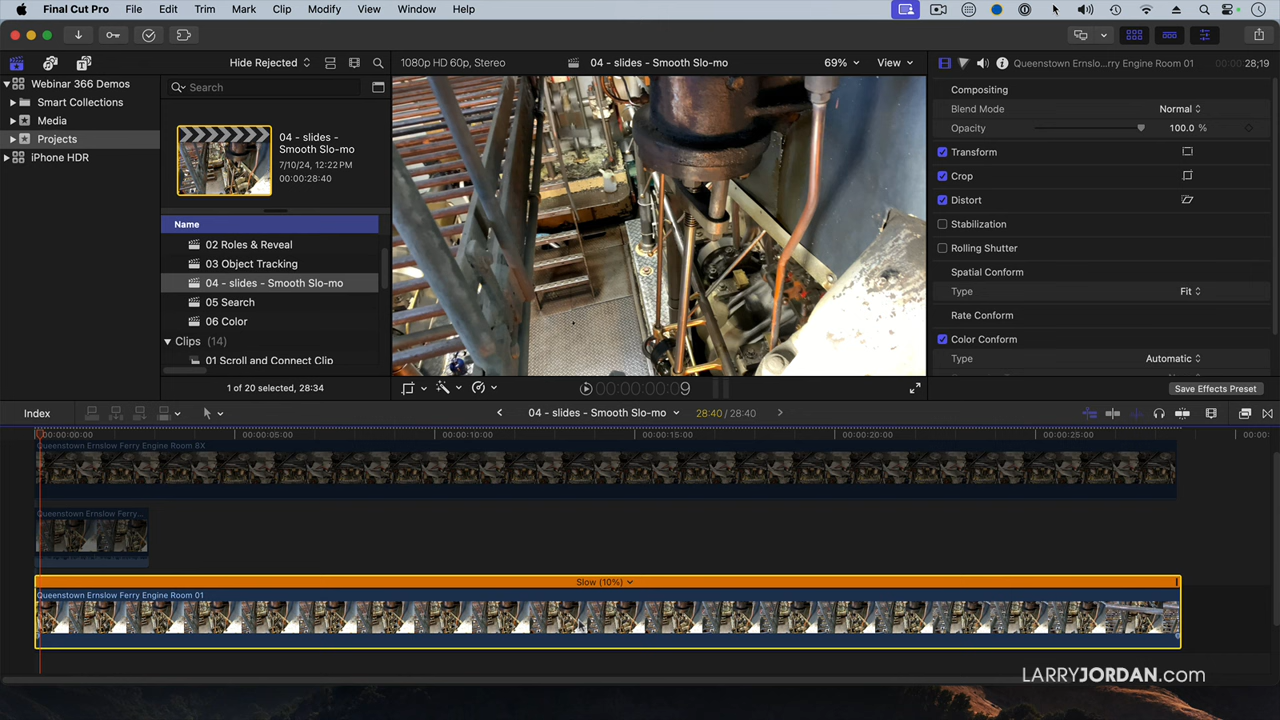 Final Cut Pro File Edit Trim Mark Clip Modify View Window Help
Hide Rejected
1080p HD 60p, Stereo
04 - slides - Smooth Slo-mo
69%
View
Queenstown Ernslo...rry Engine Room 01
28;19
Webinar 366 Demos
Smart Collections
Media
Projects
iPhone HDR
Search
04 - slides -
Smooth Slo-mo
7/10/24, 12:22 PM
00:00:28:40
Name
02 Roles & Reveal
03 Object Tracking
04 - slides - Smooth Slo-mo
05 Search
06 Color
Clips (14)
01 Scroll and Connect Clip
1 of 20 selected, 28:34
00:00:00:09
Compositing
Blend Mode Normal
Opacity 100.0 %
Transform
Crop
Distort
Stabilization
Rolling Shutter
Spatial Conform
Type Fit
Rate Conform
Color Conform
Type Automatic
Save Effects Preset
Index
04 - slides - Smooth Slo-mo
28:40 / 28:40
00:00:00:00 00:00:05:00 00:00:10:00 00:00:15:00 00:00:20:00 00:00:25:00
Queenstown Ernslow Ferry Engine Room 8X
Queenstown Ernslow Ferry...
Slow (10%)
Queenstown Ernslow Ferry Engine Room 01
LARRYJORDAN.com